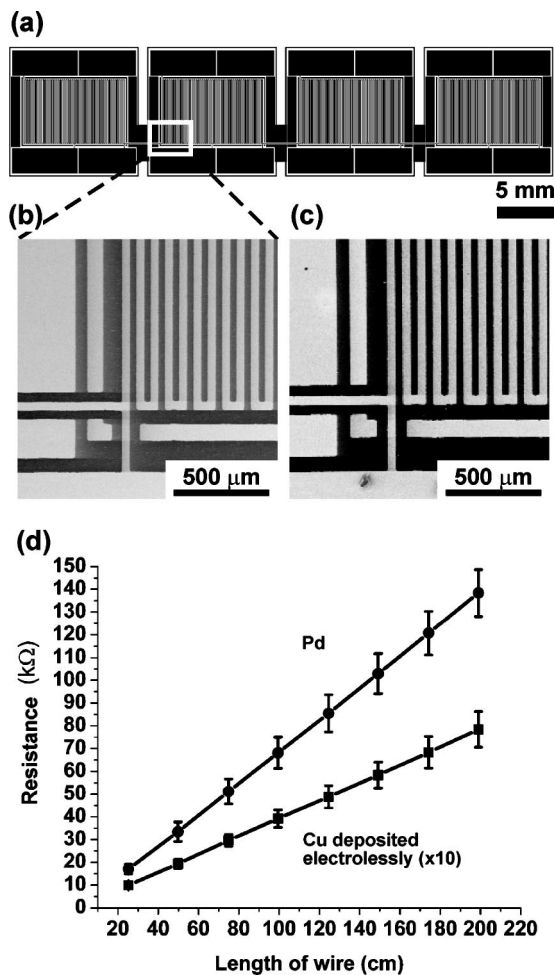 (a)
5 mm
(b)
(c)
500 μm
500 μm
(d)
150
140
130
120
110
100
90
80
70
60
50
40
30
20
10
0
Resistance (kΩ)
Pd
Cu deposited
electrolessly (x10)
20 40 60 80 100 120 140 160 180 200 220
Length of wire (cm)